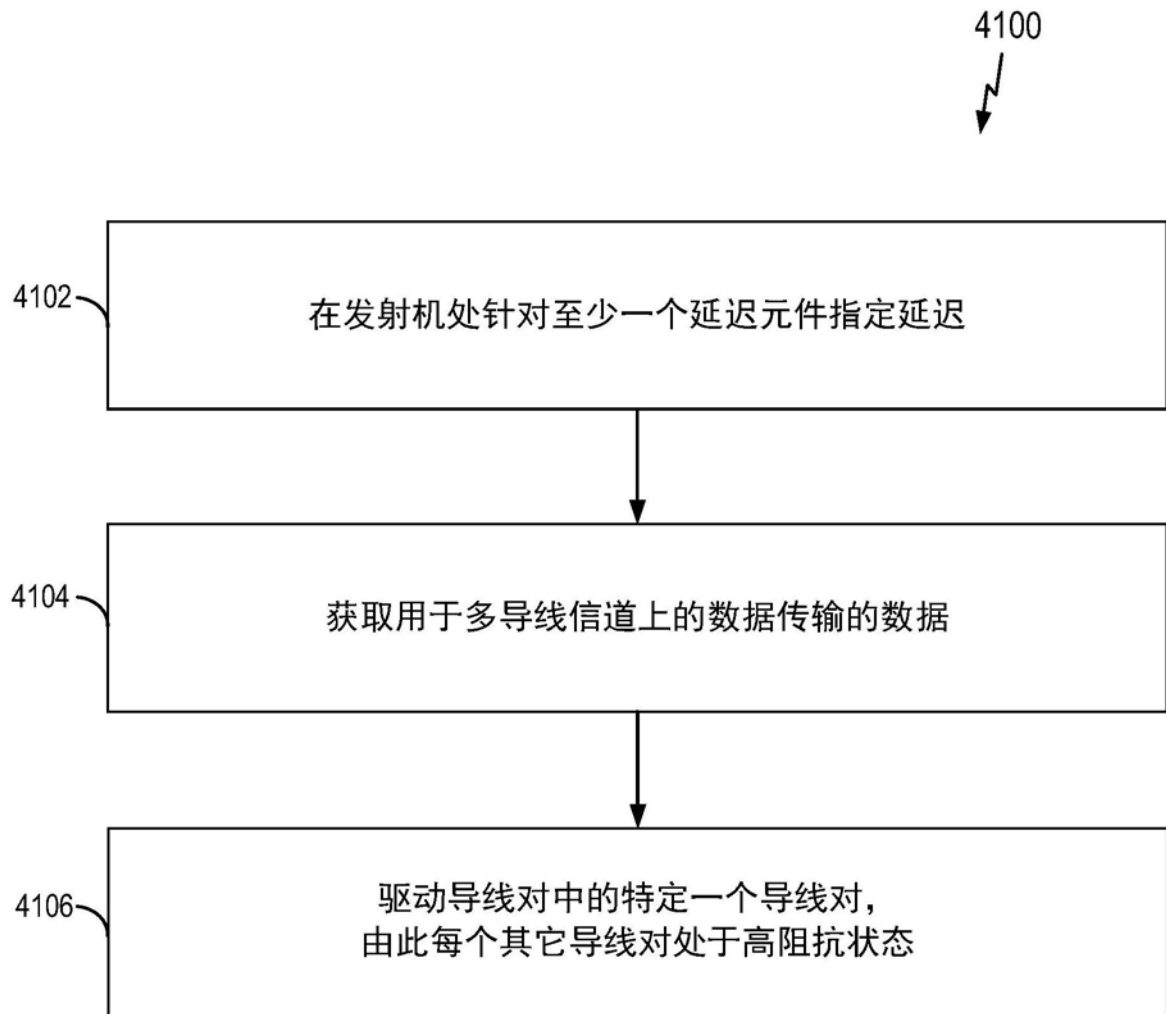 4100
4102
在发射机处针对至少一个延迟元件指定延迟
4104
获取用于多导线信道上的数据传输的数据
4106
驱动导线对中的特定一个导线对，
由此每个其它导线对处于高阻抗状态